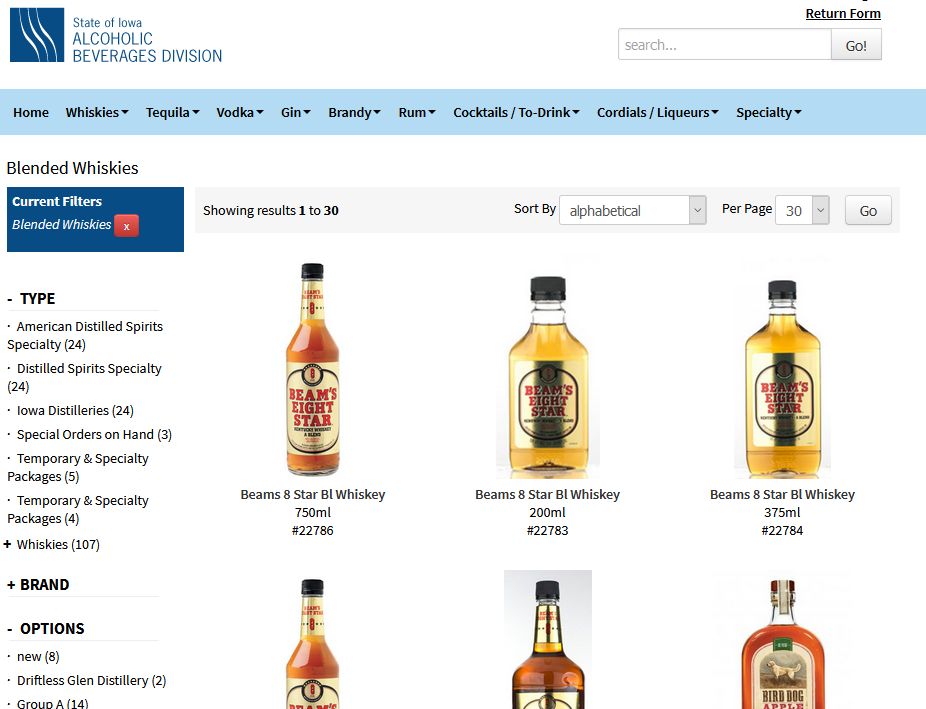 Return Form
State of Iowa
ALCOHOLIC
BEVERAGES DIVISION
search...
Go!
Home
Whiskies
Tequila
Vodka
Gin
Brandy
Rum
Cocktails / To-Drink
Cordials / Liqueurs
Specialty
Blended Whiskies
Current Filters
Blended Whiskies x
Showing results 1 to 30
Sort By alphabetical
Per Page 30
Go
- TYPE
· American Distilled Spirits
Specialty (24)
· Distilled Spirits Specialty
(24)
· Iowa Distilleries (24)
· Special Orders on Hand (3)
· Temporary & Specialty
Packages (5)
· Temporary & Specialty
Packages (4)
+ Whiskies (107)
+ BRAND
- OPTIONS
· new (8)
· Driftless Glen Distillery (2)
· Group A (14)
BEAM'S
EIGHT
STAR
KENTUCKY WHISKEY
A BLEND
Beams 8 Star Bl Whiskey
750ml
#22786
BEAM'S
EIGHT
STAR
Beams 8 Star Bl Whiskey
200ml
#22783
BEAM'S
EIGHT
STAR
Beams 8 Star Bl Whiskey
375ml
#22784
BEAM'S
BIRD DOG
APPLE